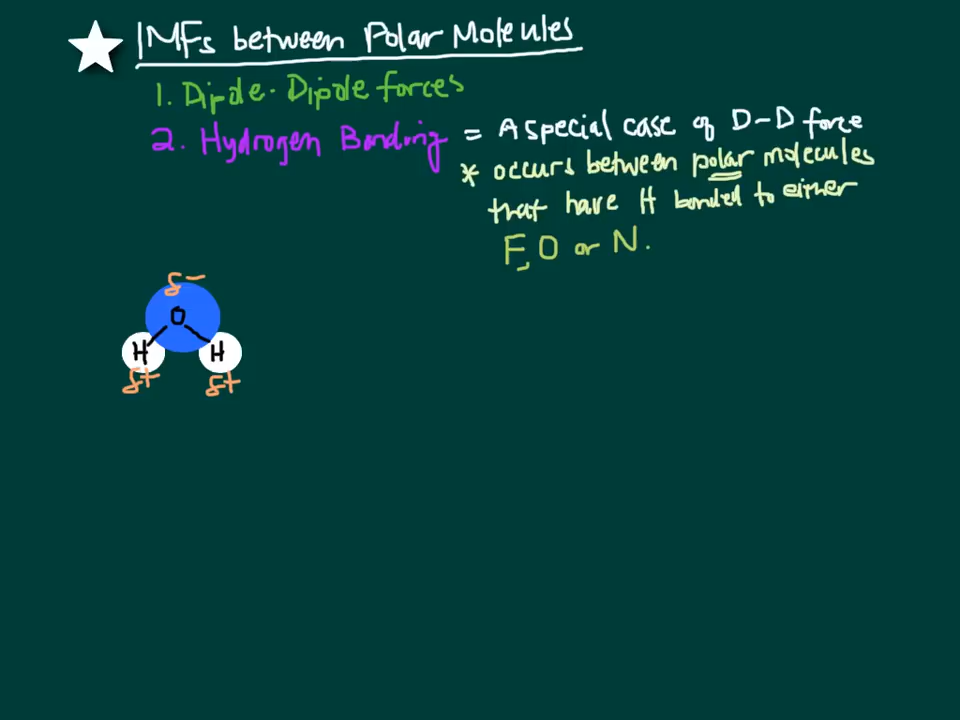 IMFs between Polar Molecules
1. Dipole-Dipole forces
2. Hydrogen Bonding = A special case of D-D force
* occurs between polar molecules
that have H bonded to either
F, O or N.
δ-
O
H H
δ+ δ+